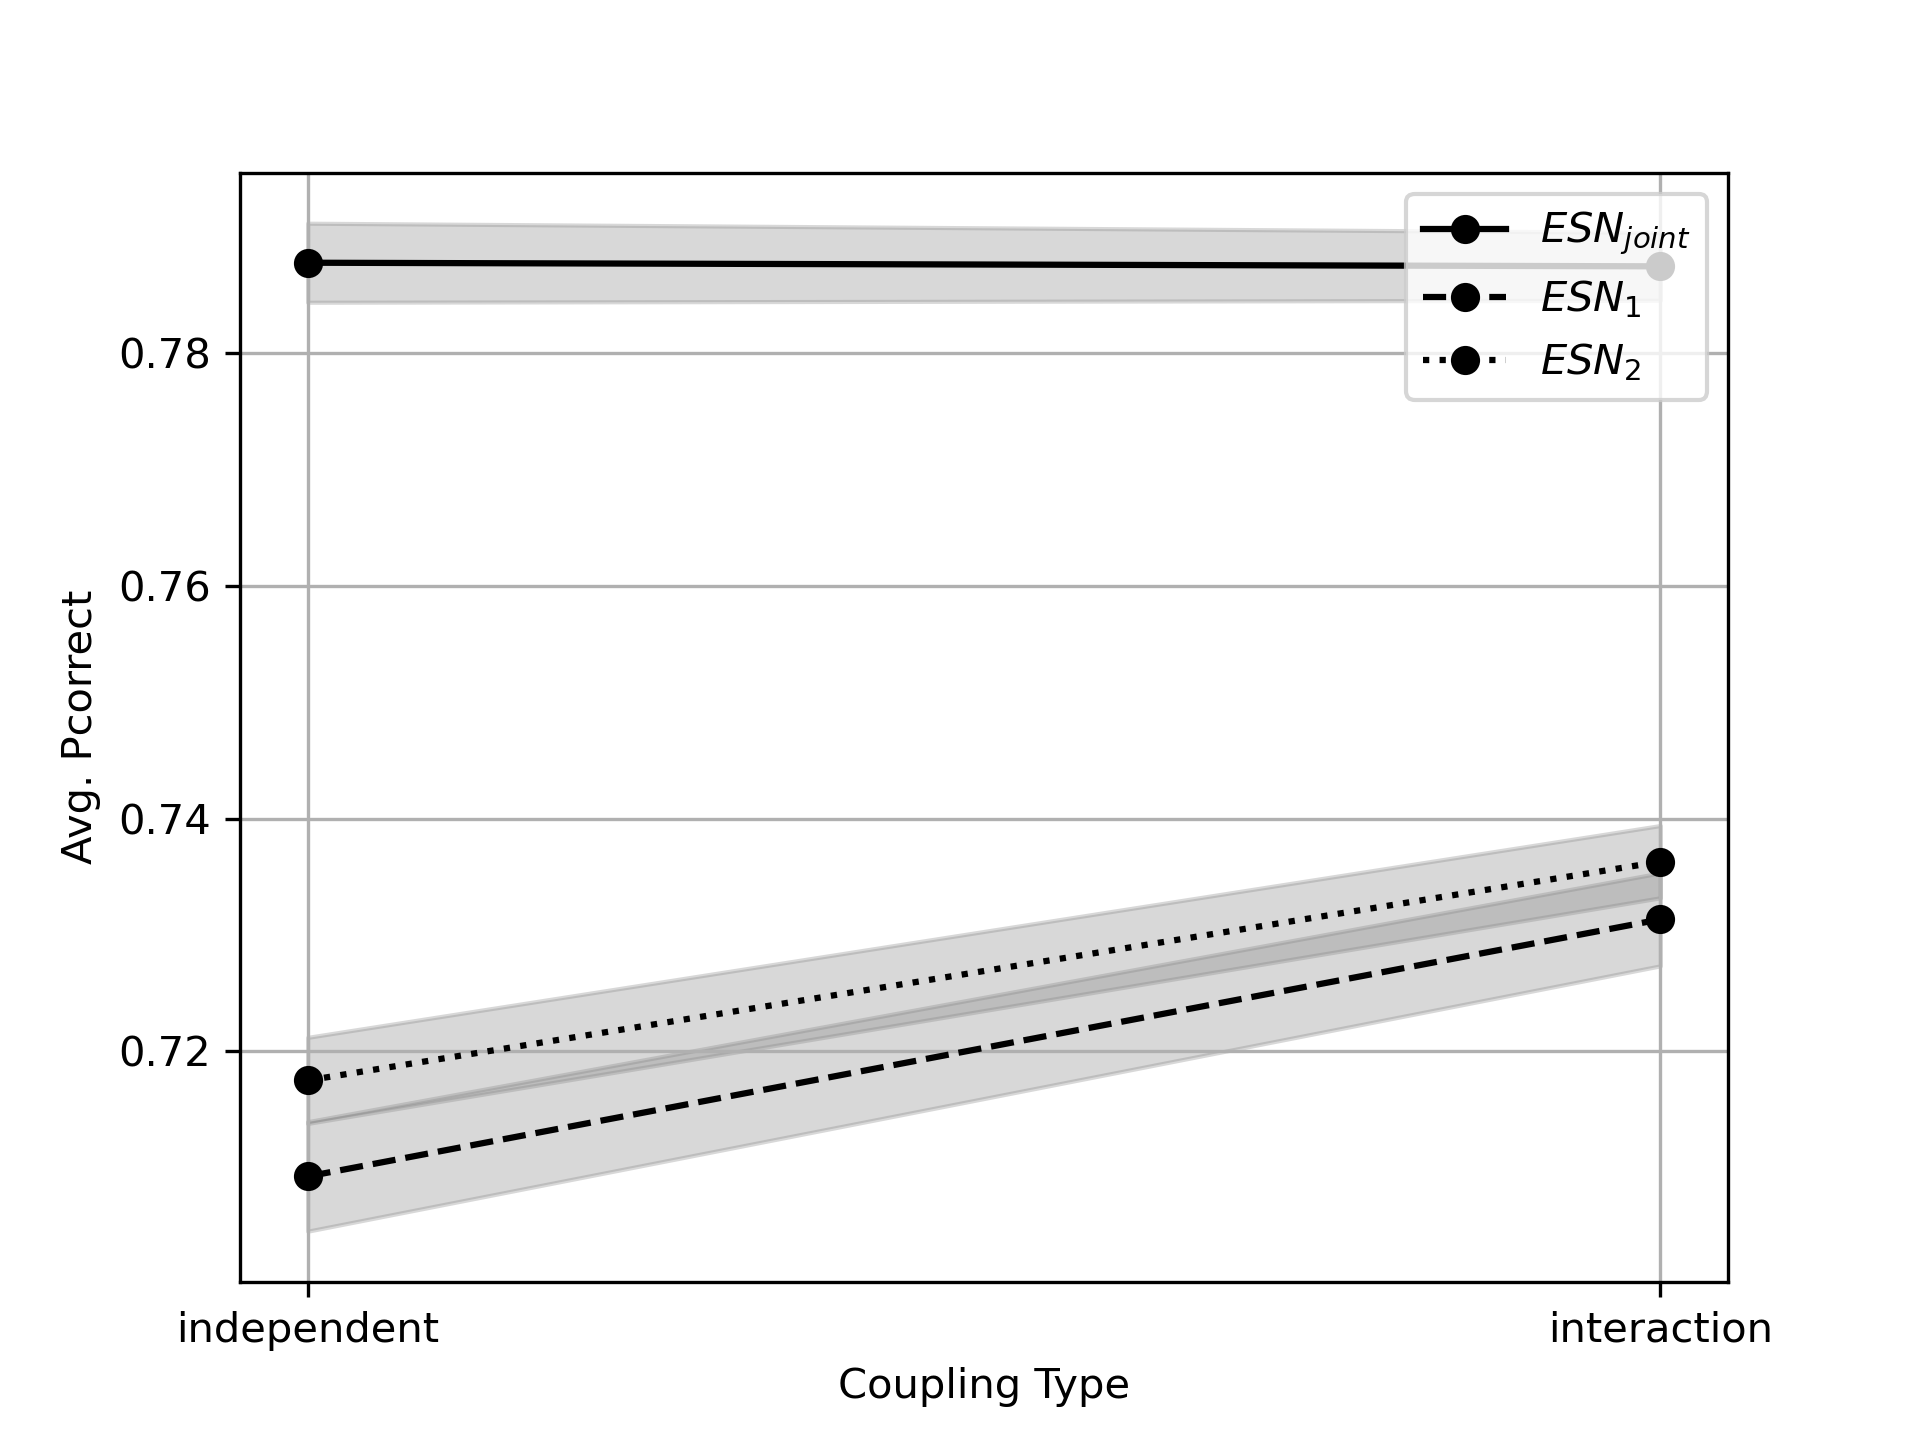 ESN_joint
ESN_1
ESN_2
0.78
0.76
0.74
0.72
Avg. Pcorrect
independent
interaction
Coupling Type